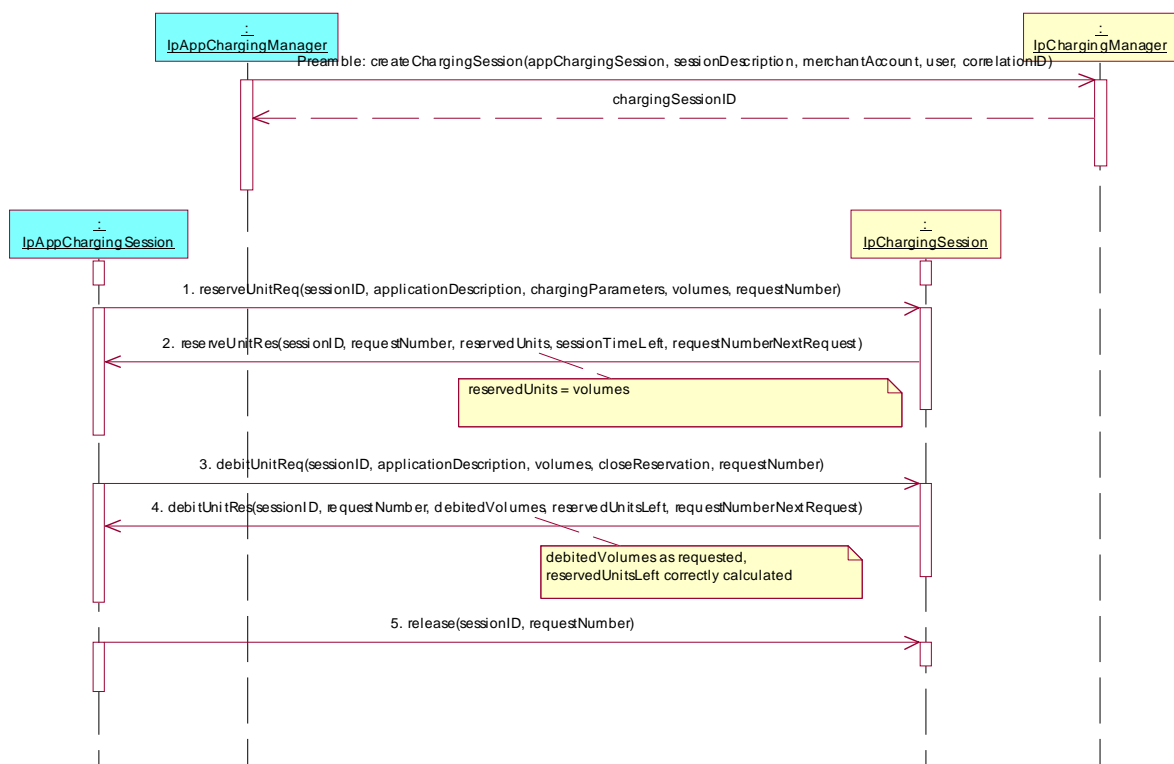 :
IpAppChargingManager
:
IpChargingManager
Preamble: createChargingSession(appChargingSession, sessionDescription, merchantAccount, user, correlationID)
chargingSessionID
:
IpAppChargingSession
:
IpChargingSession
1. reserveUnitReq(sessionID, applicationDescription, chargingParameters, volumes, requestNumber)
2. reserveUnitRes(sessionID, requestNumber, reservedUnits, sessionTimeLeft, requestNumberNextRequest)
reservedUnits = volumes
3. debitUnitReq(sessionID, applicationDescription, volumes, closeReservation, requestNumber)
4. debitUnitRes(sessionID, requestNumber, debitedVolumes, reservedUnitsLeft, requestNumberNextRequest)
debitedVolumes as requested,
reservedUnitsLeft correctly calculated
5. release(sessionID, requestNumber)